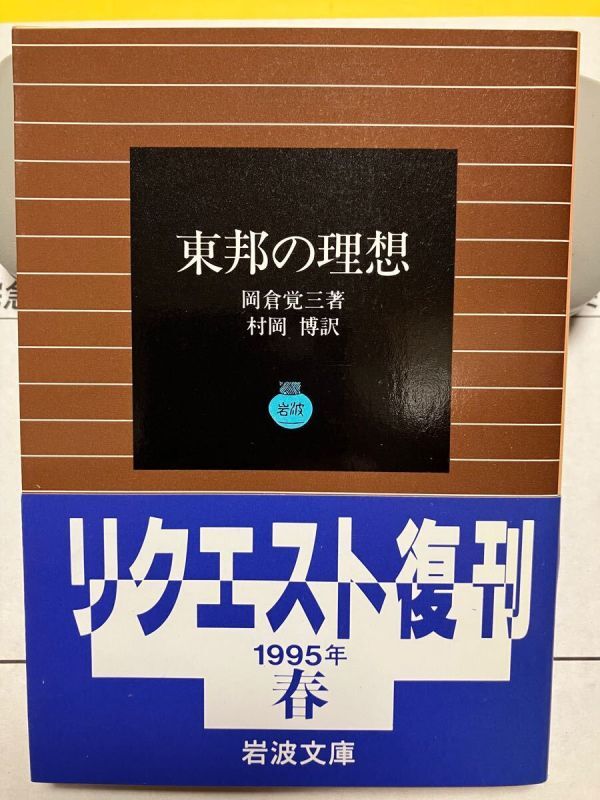 東邦の理想
岡倉覚三著
村岡 博訳
岩波
リクエスト復刊
1995年
春
岩波文庫